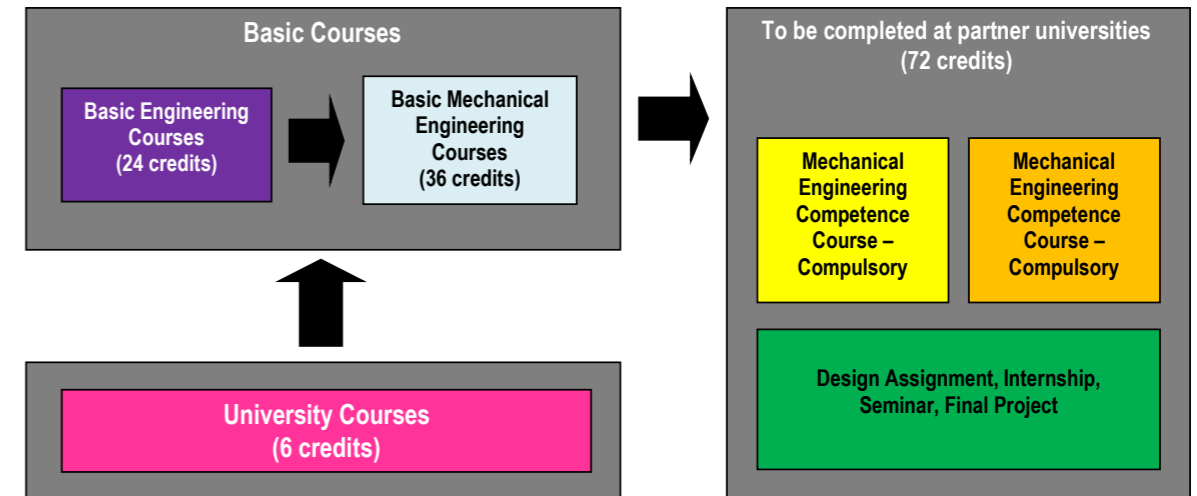 Basic Courses
Basic Engineering
Courses
(24 credits)
Basic Mechanical
Engineering
Courses
(36 credits)
University Courses
(6 credits)
To be completed at partner universities
(72 credits)
Mechanical
Engineering
Competence
Course –
Compulsory
Mechanical
Engineering
Competence
Course –
Compulsory
Design Assignment, Internship,
Seminar, Final Project